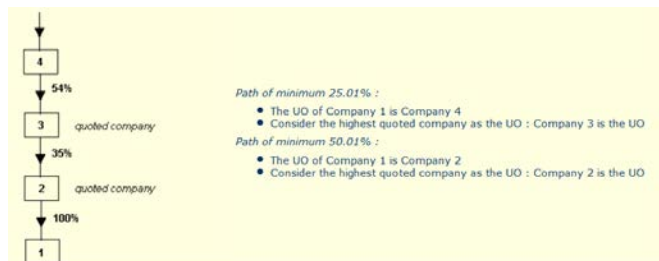 4
54%
Path of minimum 25.01% :
The UO of Company 1 is Company 4
3 quoted company
Consider the highest quoted company as the UO : Company 3 is the UO
Path of minimum 50.01% :
35%
The UO of Company 1 is Company 2
Consider the highest quoted company as the UO : Company 2 is the UO
2 quoted company
100%
1